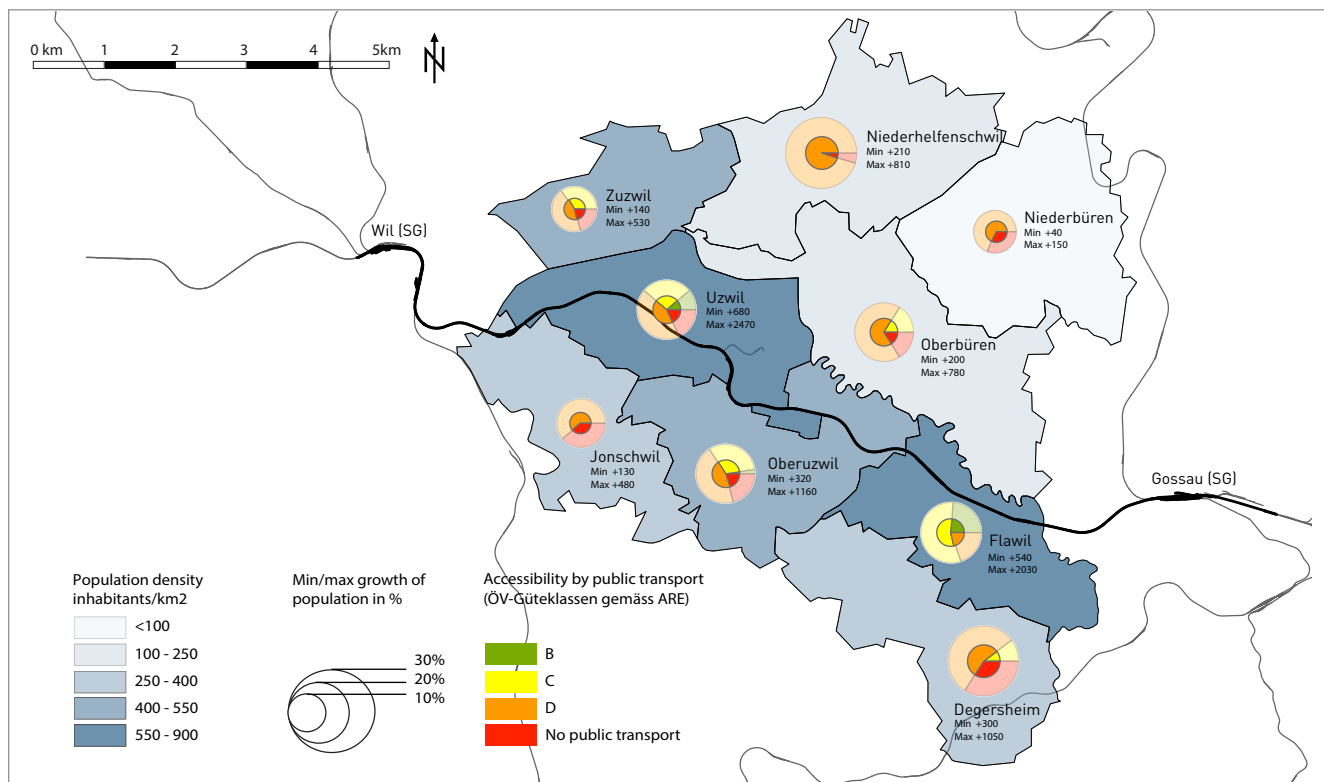 0 km 1 2 3 4 5km
N
Niederhelfenschwil
Min +210
Max +810
Zuzwil
Min +140
Max +530
Niederbüren
Min +40
Max +150
Wil (SG)
Uzwil
Min +680
Max +2470
Oberbüren
Min +200
Max +780
Jonschwil
Min +130
Max +480
Oberuzwil
Min +320
Max +1160
Gossau (SG)
Flawil
Min +540
Max +2030
Degersheim
Min +300
Max +1050
Population density
inhabitants/km2
<100
100 - 250
250 - 400
400 - 550
550 - 900
Min/max growth of
population in %
30%
20%
10%
Accessibility by public transport
(ÖV-Güteklassen gemäss ARE)
B
C
D
No public transport